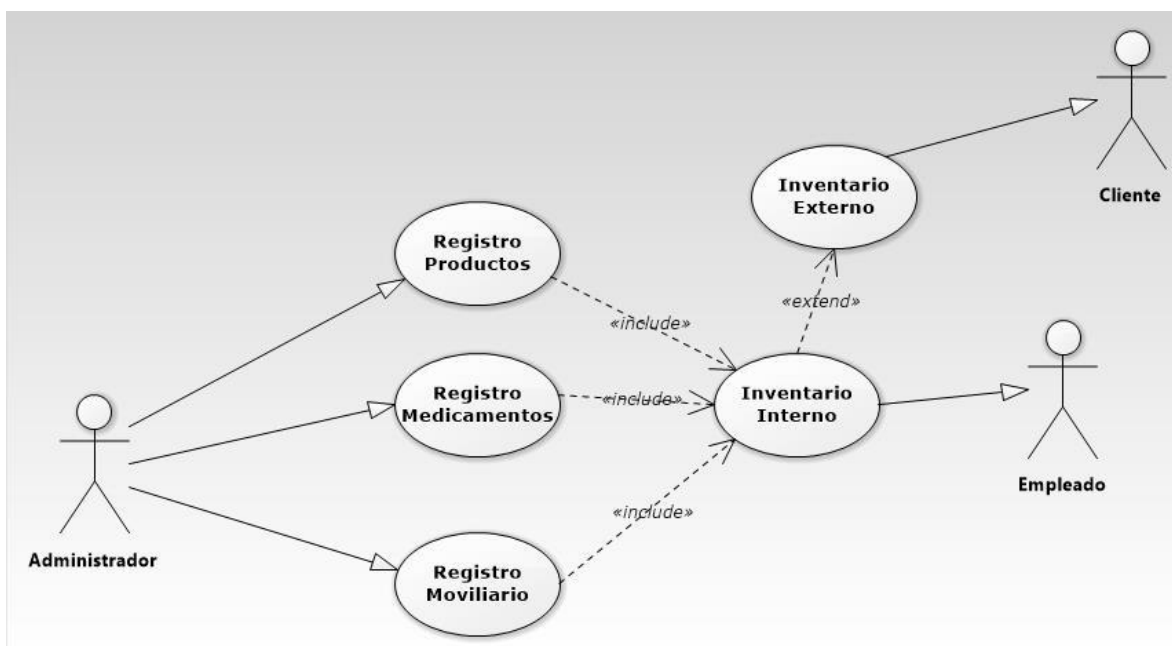 Inventario
Externo
Cliente
Registro
Productos
«extend»
«include»
Registro
Medicamentos
«include»
Inventario
Interno
Empleado
«include»
Administrador
Registro
Moviliario